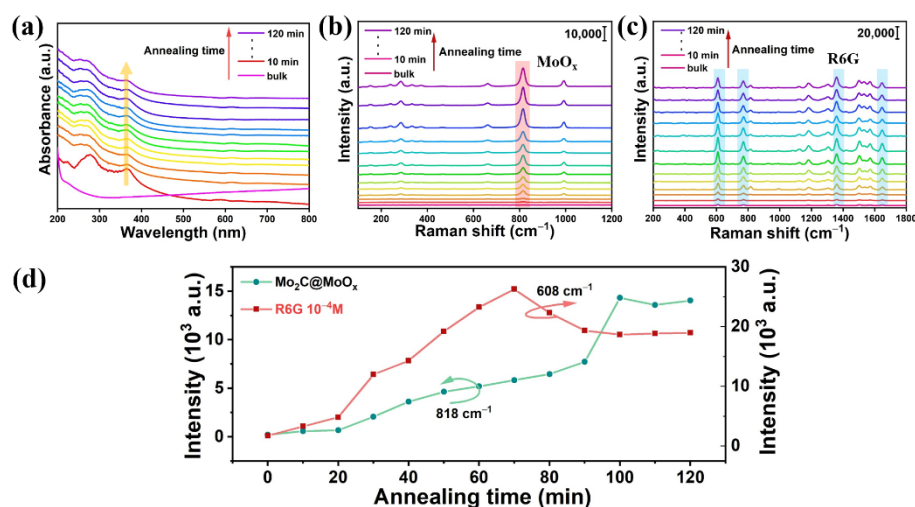 (a)
120 min
Annealing time
10 min
bulk
Absorbance (a.u.)
200 300 400 500 600 700 800
Wavelength (nm)
(b)
120 min
Annealing time
10 min
bulk
10,000
MoOₓ
Intensity (a.u.)
200 400 600 800 1000 1200
Raman shift (cm⁻¹)
(c)
120 min
Annealing time
10 min
bulk
20,000
R6G
Intensity (a.u.)
200 400 600 800 1000 1200 1400 1600 1800
Raman shift (cm⁻¹)
(d)
Mo₂C@MoOₓ
R6G 10⁻⁴M
608 cm⁻¹
818 cm⁻¹
Intensity (10³ a.u.)
15
10
5
0
30
20
10
0
Intensity (10³ a.u.)
0 20 40 60 80 100 120
Annealing time (min)